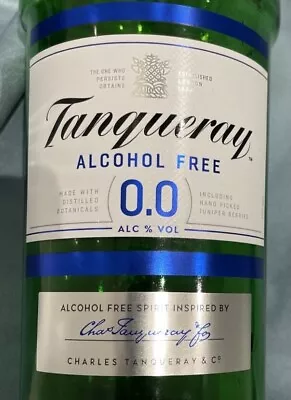 THE ONE WHO
PERSISTS
OBTAINS
ESTABLISHED
LONDON
Tanqueray
ALCOHOL FREE
MADE WITH
DISTILLED
BOTANICALS
0.0
INCLUDING
HAND PICKED
JUNIPER BERRIES
ALC % VOL
ALCOHOL FREE SPIRIT INSPIRED BY
Chas Tanqueray &Co
CHARLES TANQUERAY & Cº